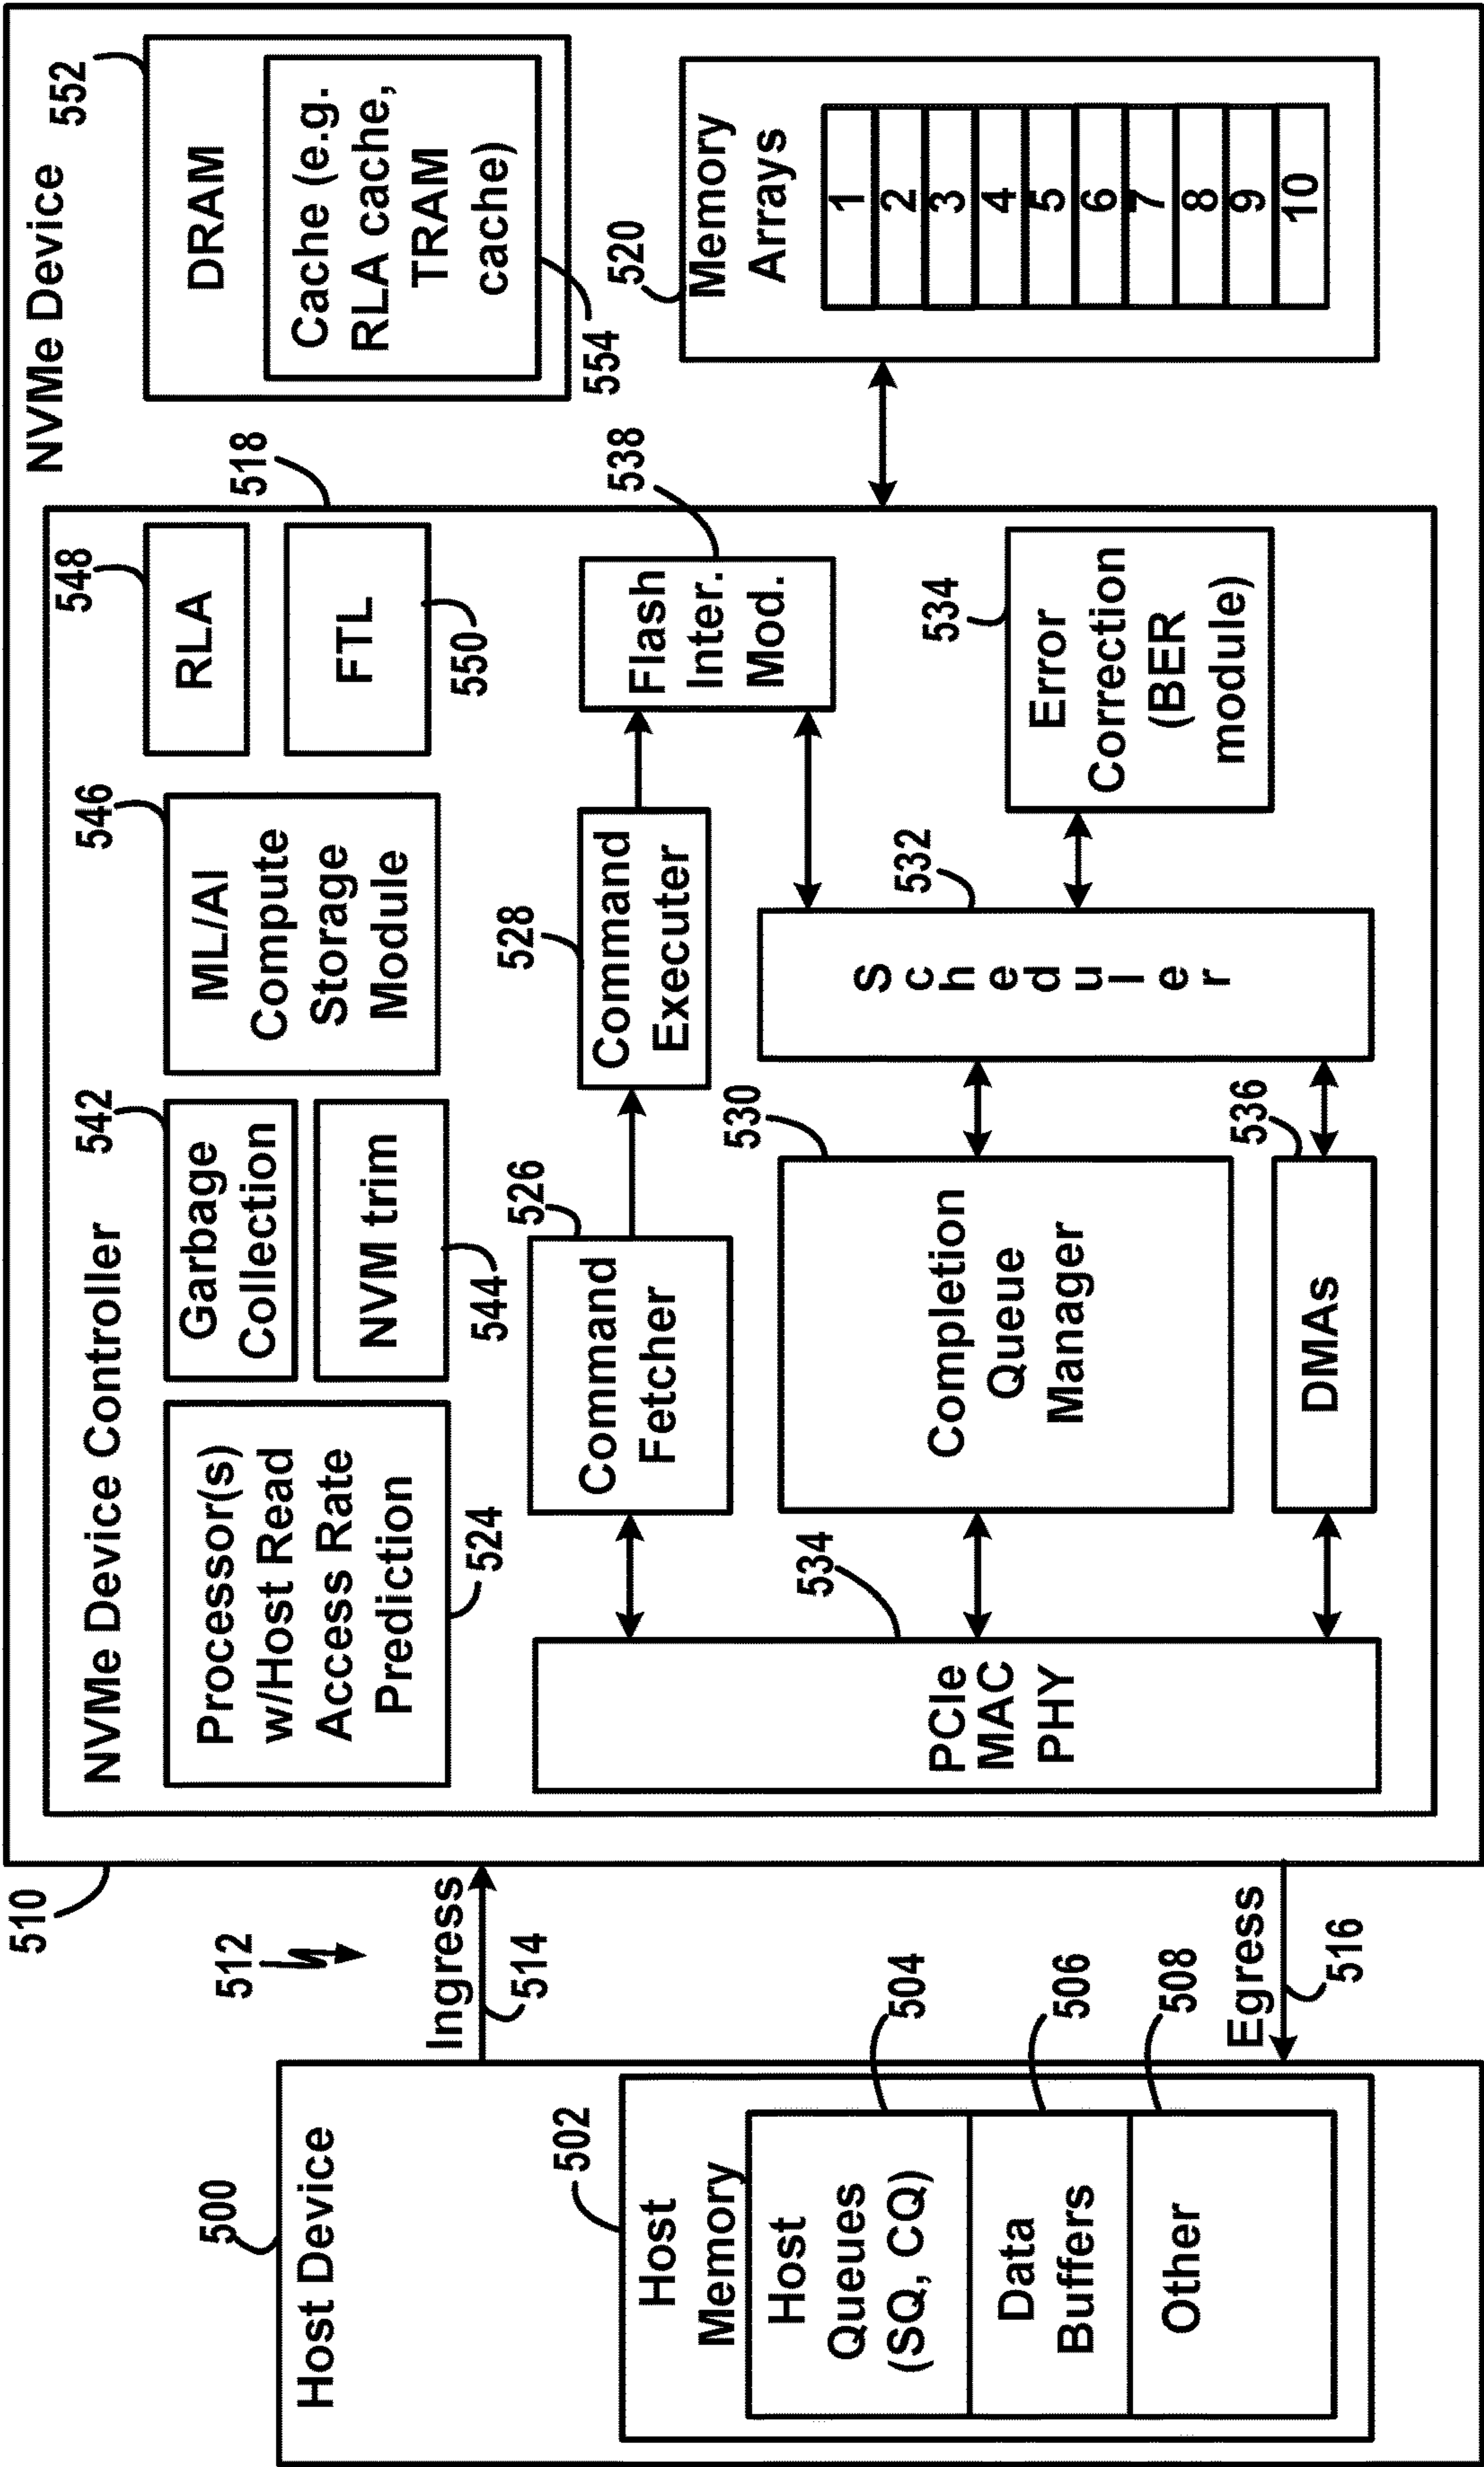 500
Host Device
502
Host
Memory
Host
Queues
(SQ, CQ)
504
Data
Buffers
506
Other
508
512
Ingress
514
Egress
516
510
NVMe Device
NVMe Device Controller
518
Processor(s)
w/Host Read
Access Rate
Prediction
524
542
Garbage
Collection
NVM trim
544
546
ML/AI
Compute
Storage
Module
548
RLA
FTL
550
526
Command
Fetcher
528
Command
Executer
538
Flash
Inter.
Mod.
534
PCIe
MAC
PHY
530
Completion
Queue
Manager
536
DMAs
532
Scheduler
534
Error
Correction
(BER
module)
552
DRAM
Cache (e.g.
RLA cache,
TRAM
cache)
554
520
Memory
Arrays
1
2
3
4
5
6
7
8
9
10